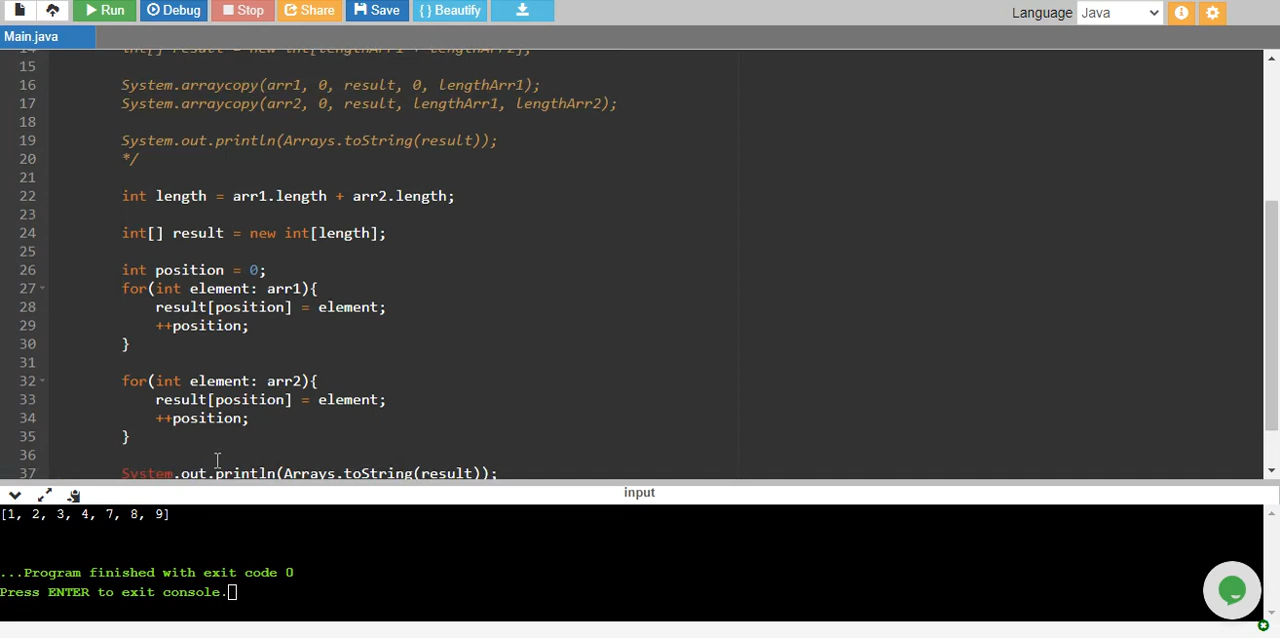 Run Debug Stop Share Save { } Beautify Language Java
Main.java
14 int[] result = new int[lengthArr1 + lengthArr2];
15
16 System.arraycopy(arr1, 0, result, 0, lengthArr1);
17 System.arraycopy(arr2, 0, result, lengthArr1, lengthArr2);
18
19 System.out.println(Arrays.toString(result));
20 */
21
22 int length = arr1.length + arr2.length;
23
24 int[] result = new int[length];
25
26 int position = 0;
27 for(int element: arr1){
28 result[position] = element;
29 ++position;
30 }
31
32 for(int element: arr2){
33 result[position] = element;
34 ++position;
35 }
36
37 System.out.println(Arrays.toString(result));
input
[1, 2, 3, 4, 7, 8, 9]
...Program finished with exit code 0
Press ENTER to exit console.